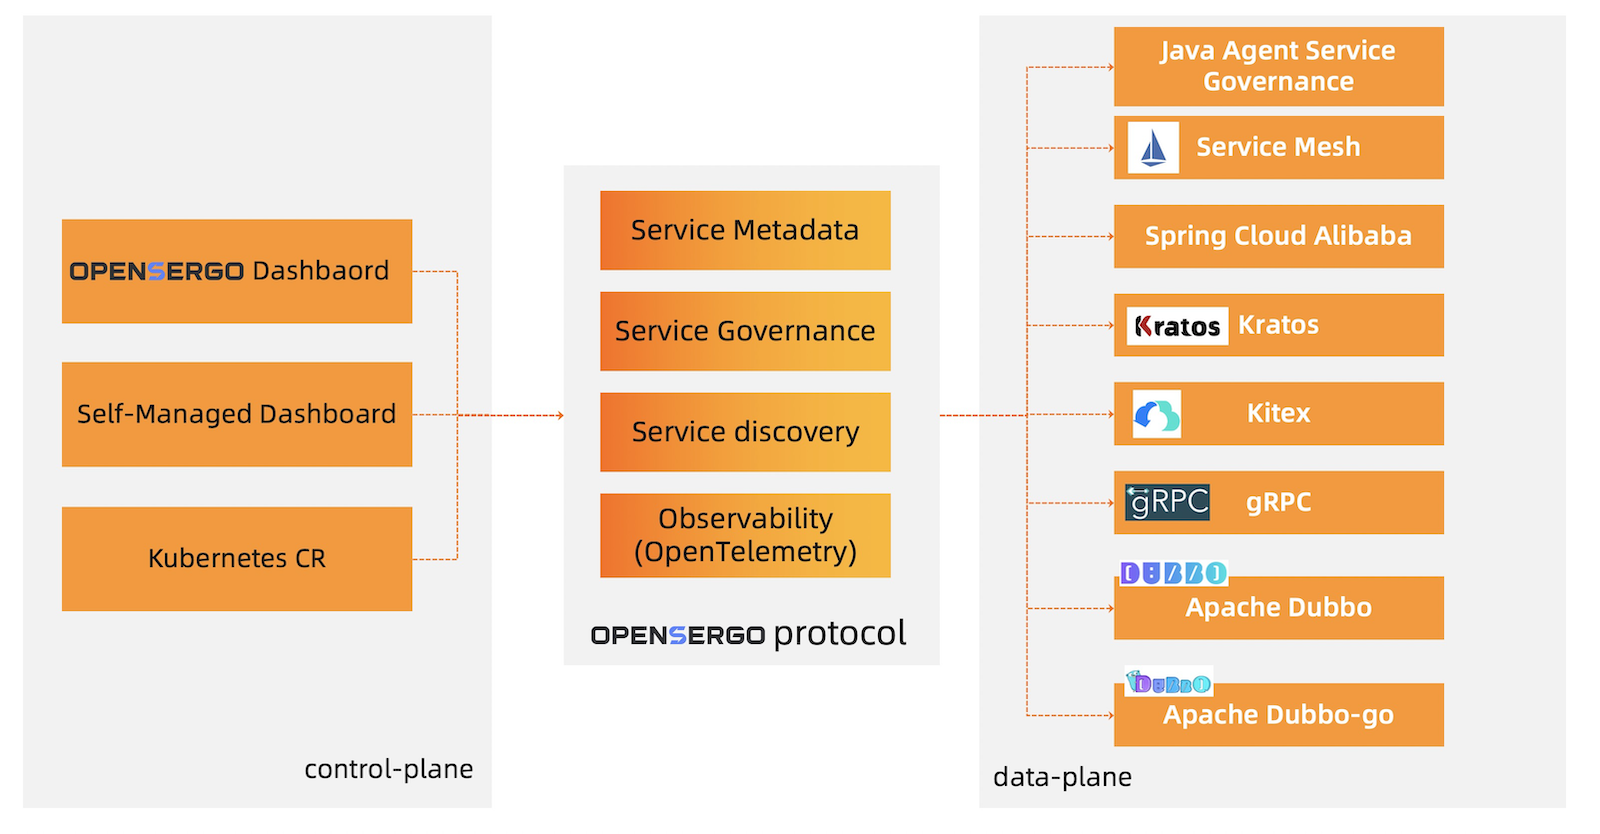 OPENSERGO Dashbaord
Self-Managed Dashboard
Kubernetes CR
control-plane
Service Metadata
Service Governance
Service discovery
Observability
(OpenTelemetry)
OPENSERGO protocol
Java Agent Service
Governance
Service Mesh
Spring Cloud Alibaba
Kratos Kratos
Kitex
gRPC gRPC
DUBBO
Apache Dubbo
DUBBO
Apache Dubbo-go
data-plane